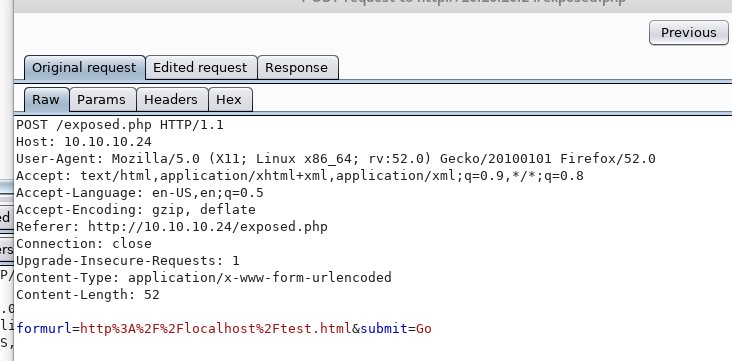 Previous
Original request Edited request Response
Raw Params Headers Hex
POST /exposed.php HTTP/1.1
Host: 10.10.10.24
User-Agent: Mozilla/5.0 (X11; Linux x86_64; rv:52.0) Gecko/20100101 Firefox/52.0
Accept: text/html,application/xhtml+xml,application/xml;q=0.9,*/*;q=0.8
Accept-Language: en-US,en;q=0.5
Accept-Encoding: gzip, deflate
Referer: http://10.10.10.24/exposed.php
Connection: close
Upgrade-Insecure-Requests: 1
Content-Type: application/x-www-form-urlencoded
Content-Length: 52
formurl=http%3A%2F%2Flocalhost%2Ftest.html&submit=Go